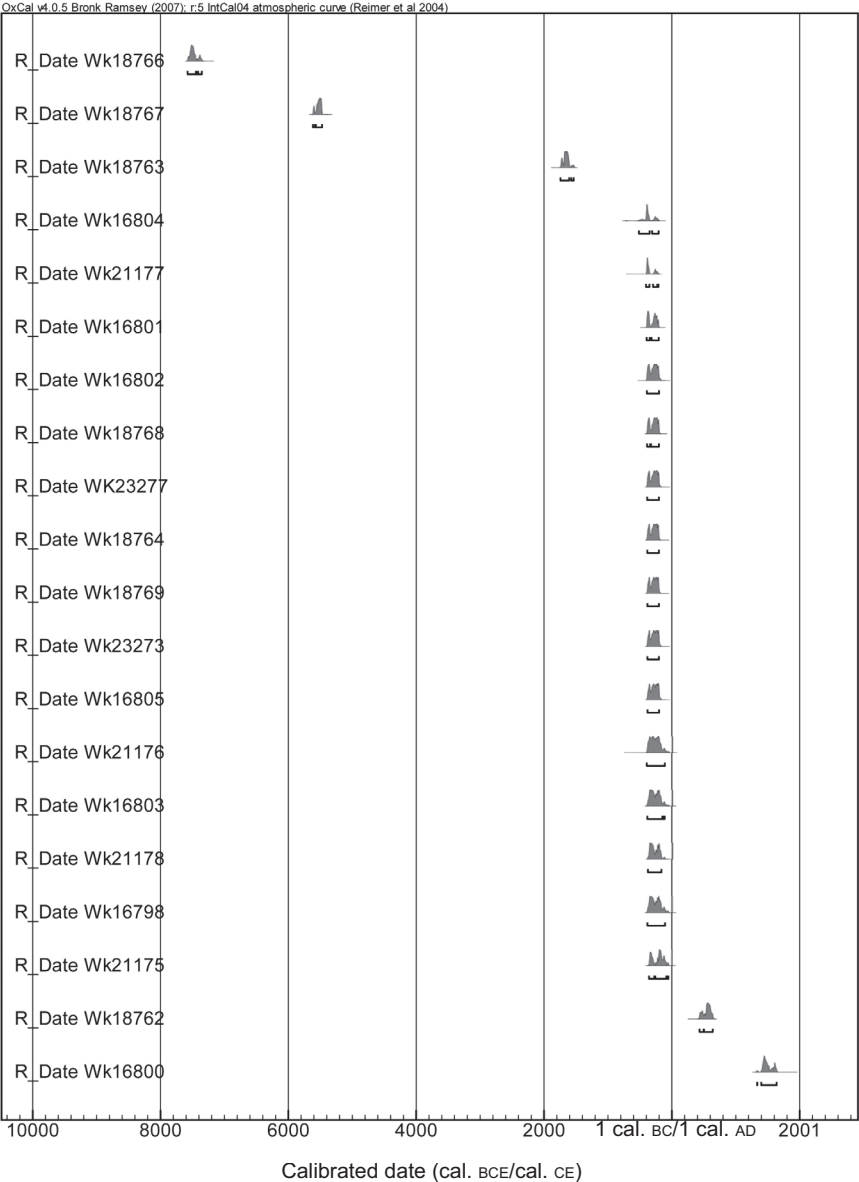 OxCal v4.0.5 Bronk Ramsey (2007); r:5 IntCal04 atmospheric curve (Reimer et al 2004)
R_Date Wk18766
R_Date Wk18767
R_Date Wk18763
R_Date Wk16804
R_Date Wk21177
R_Date Wk16801
R_Date Wk16802
R_Date Wk18768
R_Date WK23277
R_Date Wk18764
R_Date Wk18769
R_Date Wk23273
R_Date Wk16805
R_Date Wk21176
R_Date Wk16803
R_Date Wk21178
R_Date Wk16798
R_Date Wk21175
R_Date Wk18762
R_Date Wk16800
10000 8000 6000 4000 2000 1 cal. BC/1 cal. AD 2001
Calibrated date (cal. BCE/cal. CE)